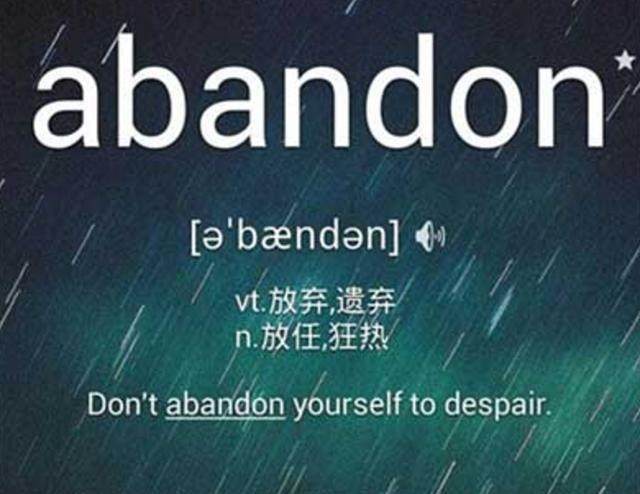 abandon
[ə'bændən]
vt.放弃,遗弃
n.放任,狂热
Don't abandon yourself to despair.